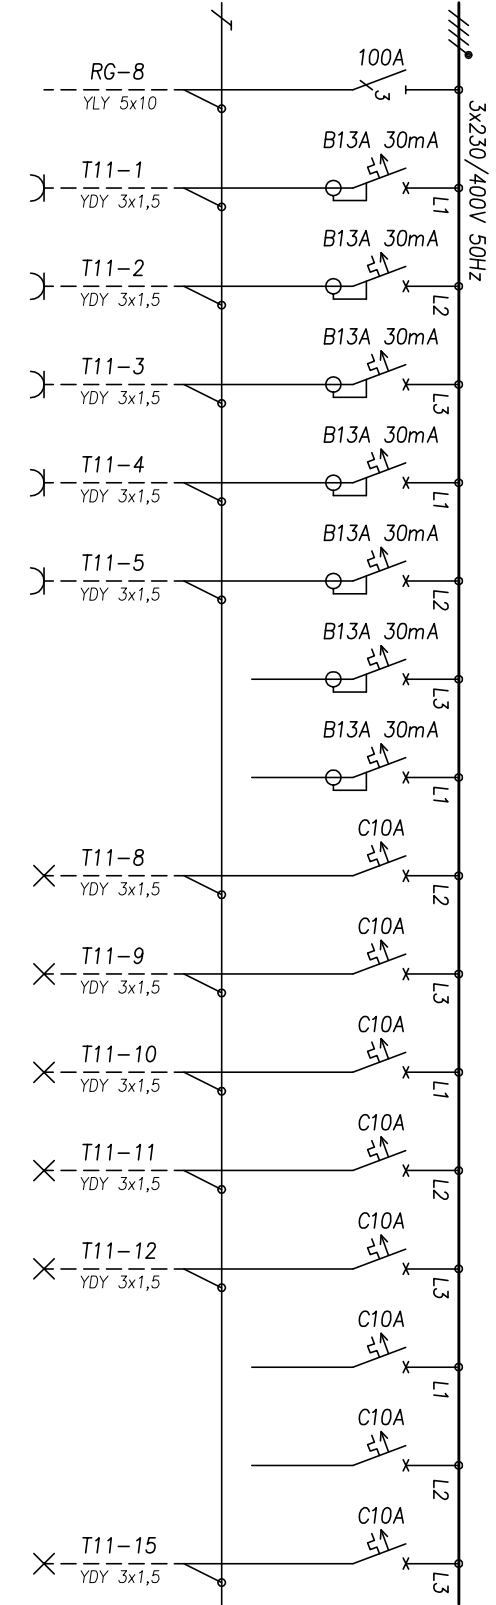 100A
RG-8
YLY 5x10
3
3x230/400V 50Hz
B13A 30mA
T11-1
YDY 3x1,5
L1
B13A 30mA
T11-2
YDY 3x1,5
L2
B13A 30mA
T11-3
YDY 3x1,5
L3
B13A 30mA
T11-4
YDY 3x1,5
L1
B13A 30mA
T11-5
YDY 3x1,5
L2
B13A 30mA
L3
B13A 30mA
L1
C10A
T11-8
YDY 3x1,5
L2
C10A
T11-9
YDY 3x1,5
L3
C10A
T11-10
YDY 3x1,5
L1
C10A
T11-11
YDY 3x1,5
L2
C10A
T11-12
YDY 3x1,5
L3
C10A
L1
C10A
L2
C10A
T11-15
YDY 3x1,5
L3